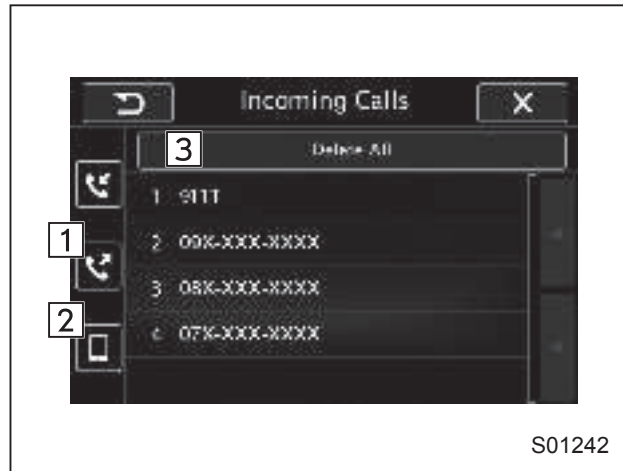 Incoming Calls X
3 Delete All
1 911T
1
2 09X-XXX-XXXX
3 08X-XXX-XXXX
2
4 07X-XXX-XXXX
S01242